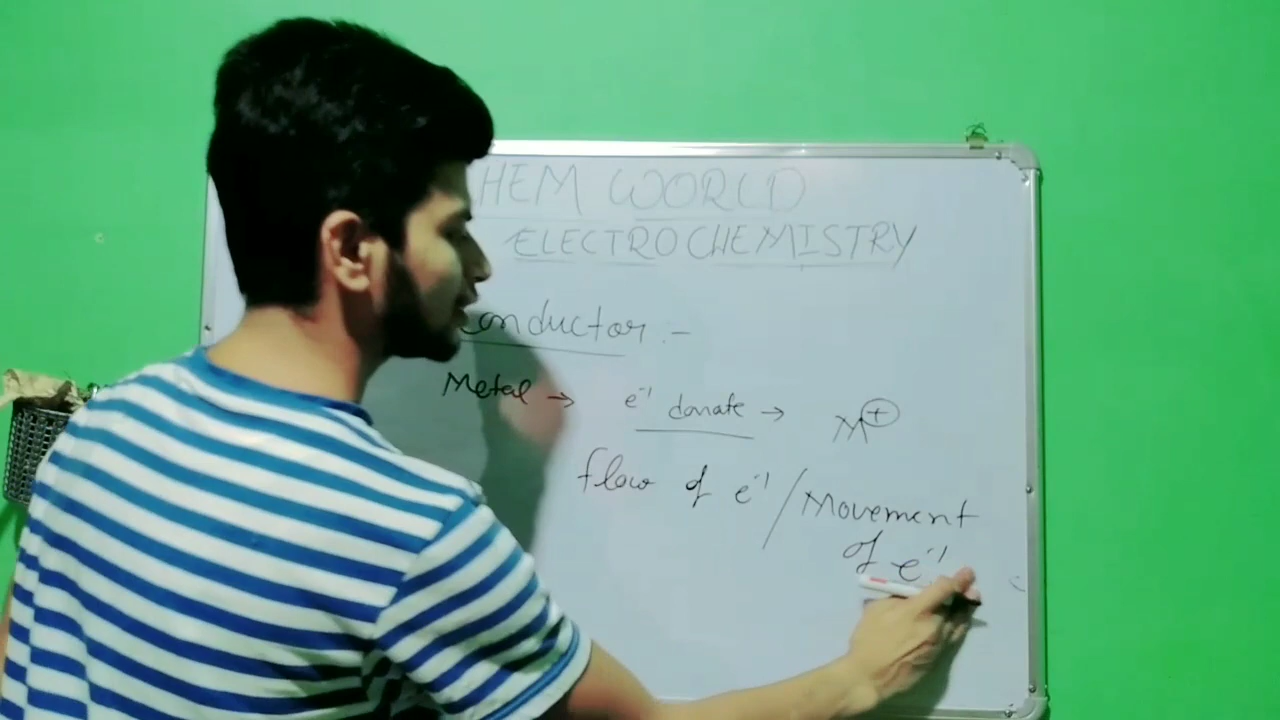 HEM WORLD
ELECTROCHEMISTRY
conductor :-
Metal → e⁻¹ donate → M⊕
flow of e⁻¹ / Movement
of e⁻¹